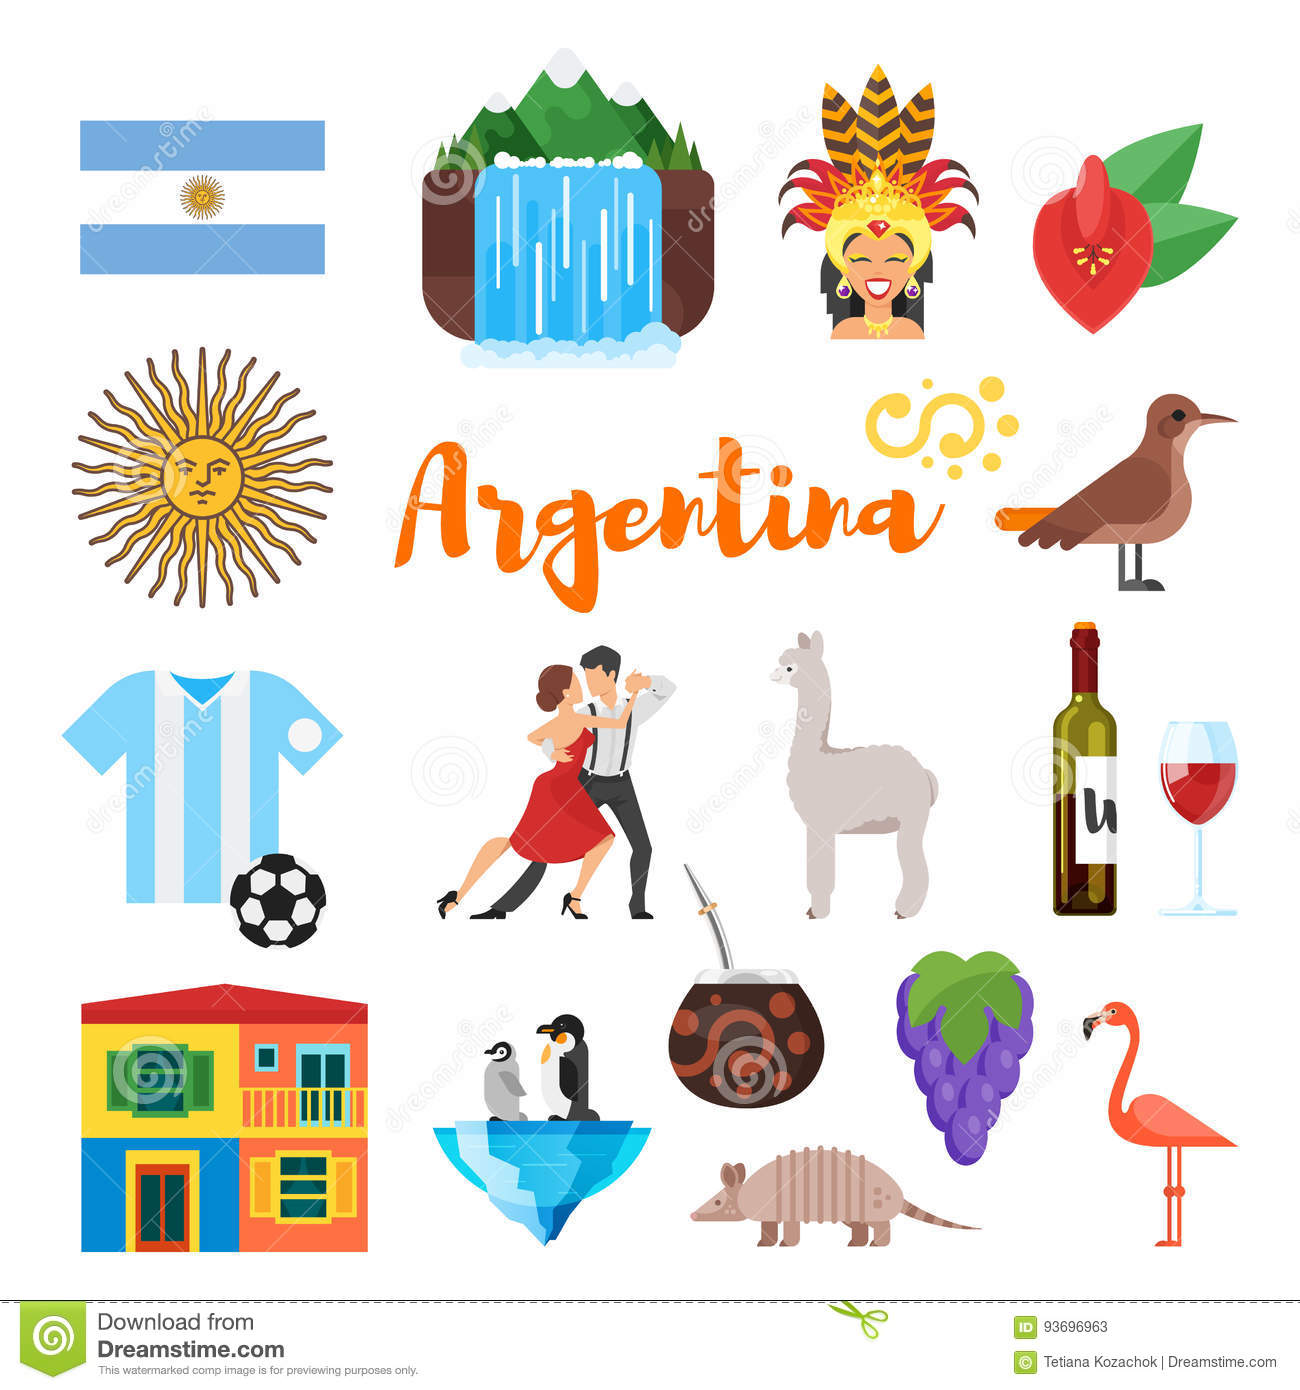 Argentina
W
Download from
Dreamstime.com
This watermarked comp image is for previewing purposes only.
ID 93696963
Tetiana Kozachok | Dreamstime.com
dreamstime